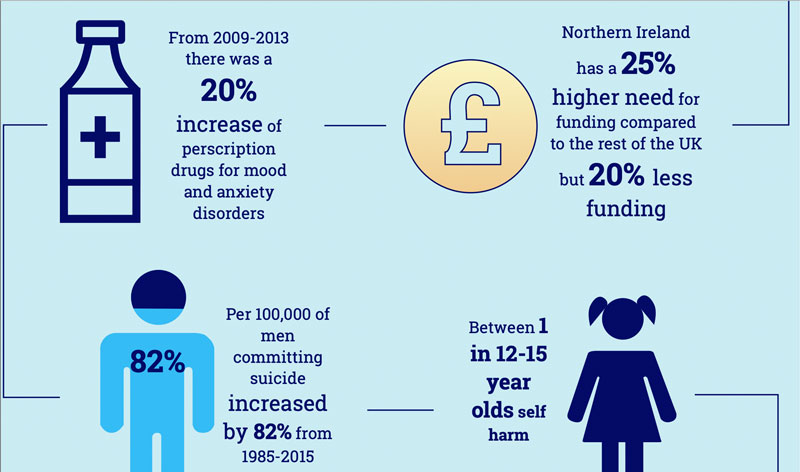 From 2009-2013
there was a
20%
increase of
perscription
drugs for mood
and anxiety
disorders
£
Northern Ireland
has a 25%
higher need for
funding compared
to the rest of the UK
but 20% less
funding
82%
Per 100,000 of
men
committing
suicide
increased
by 82% from
1985-2015
Between 1
in 12-15
year
olds self
harm